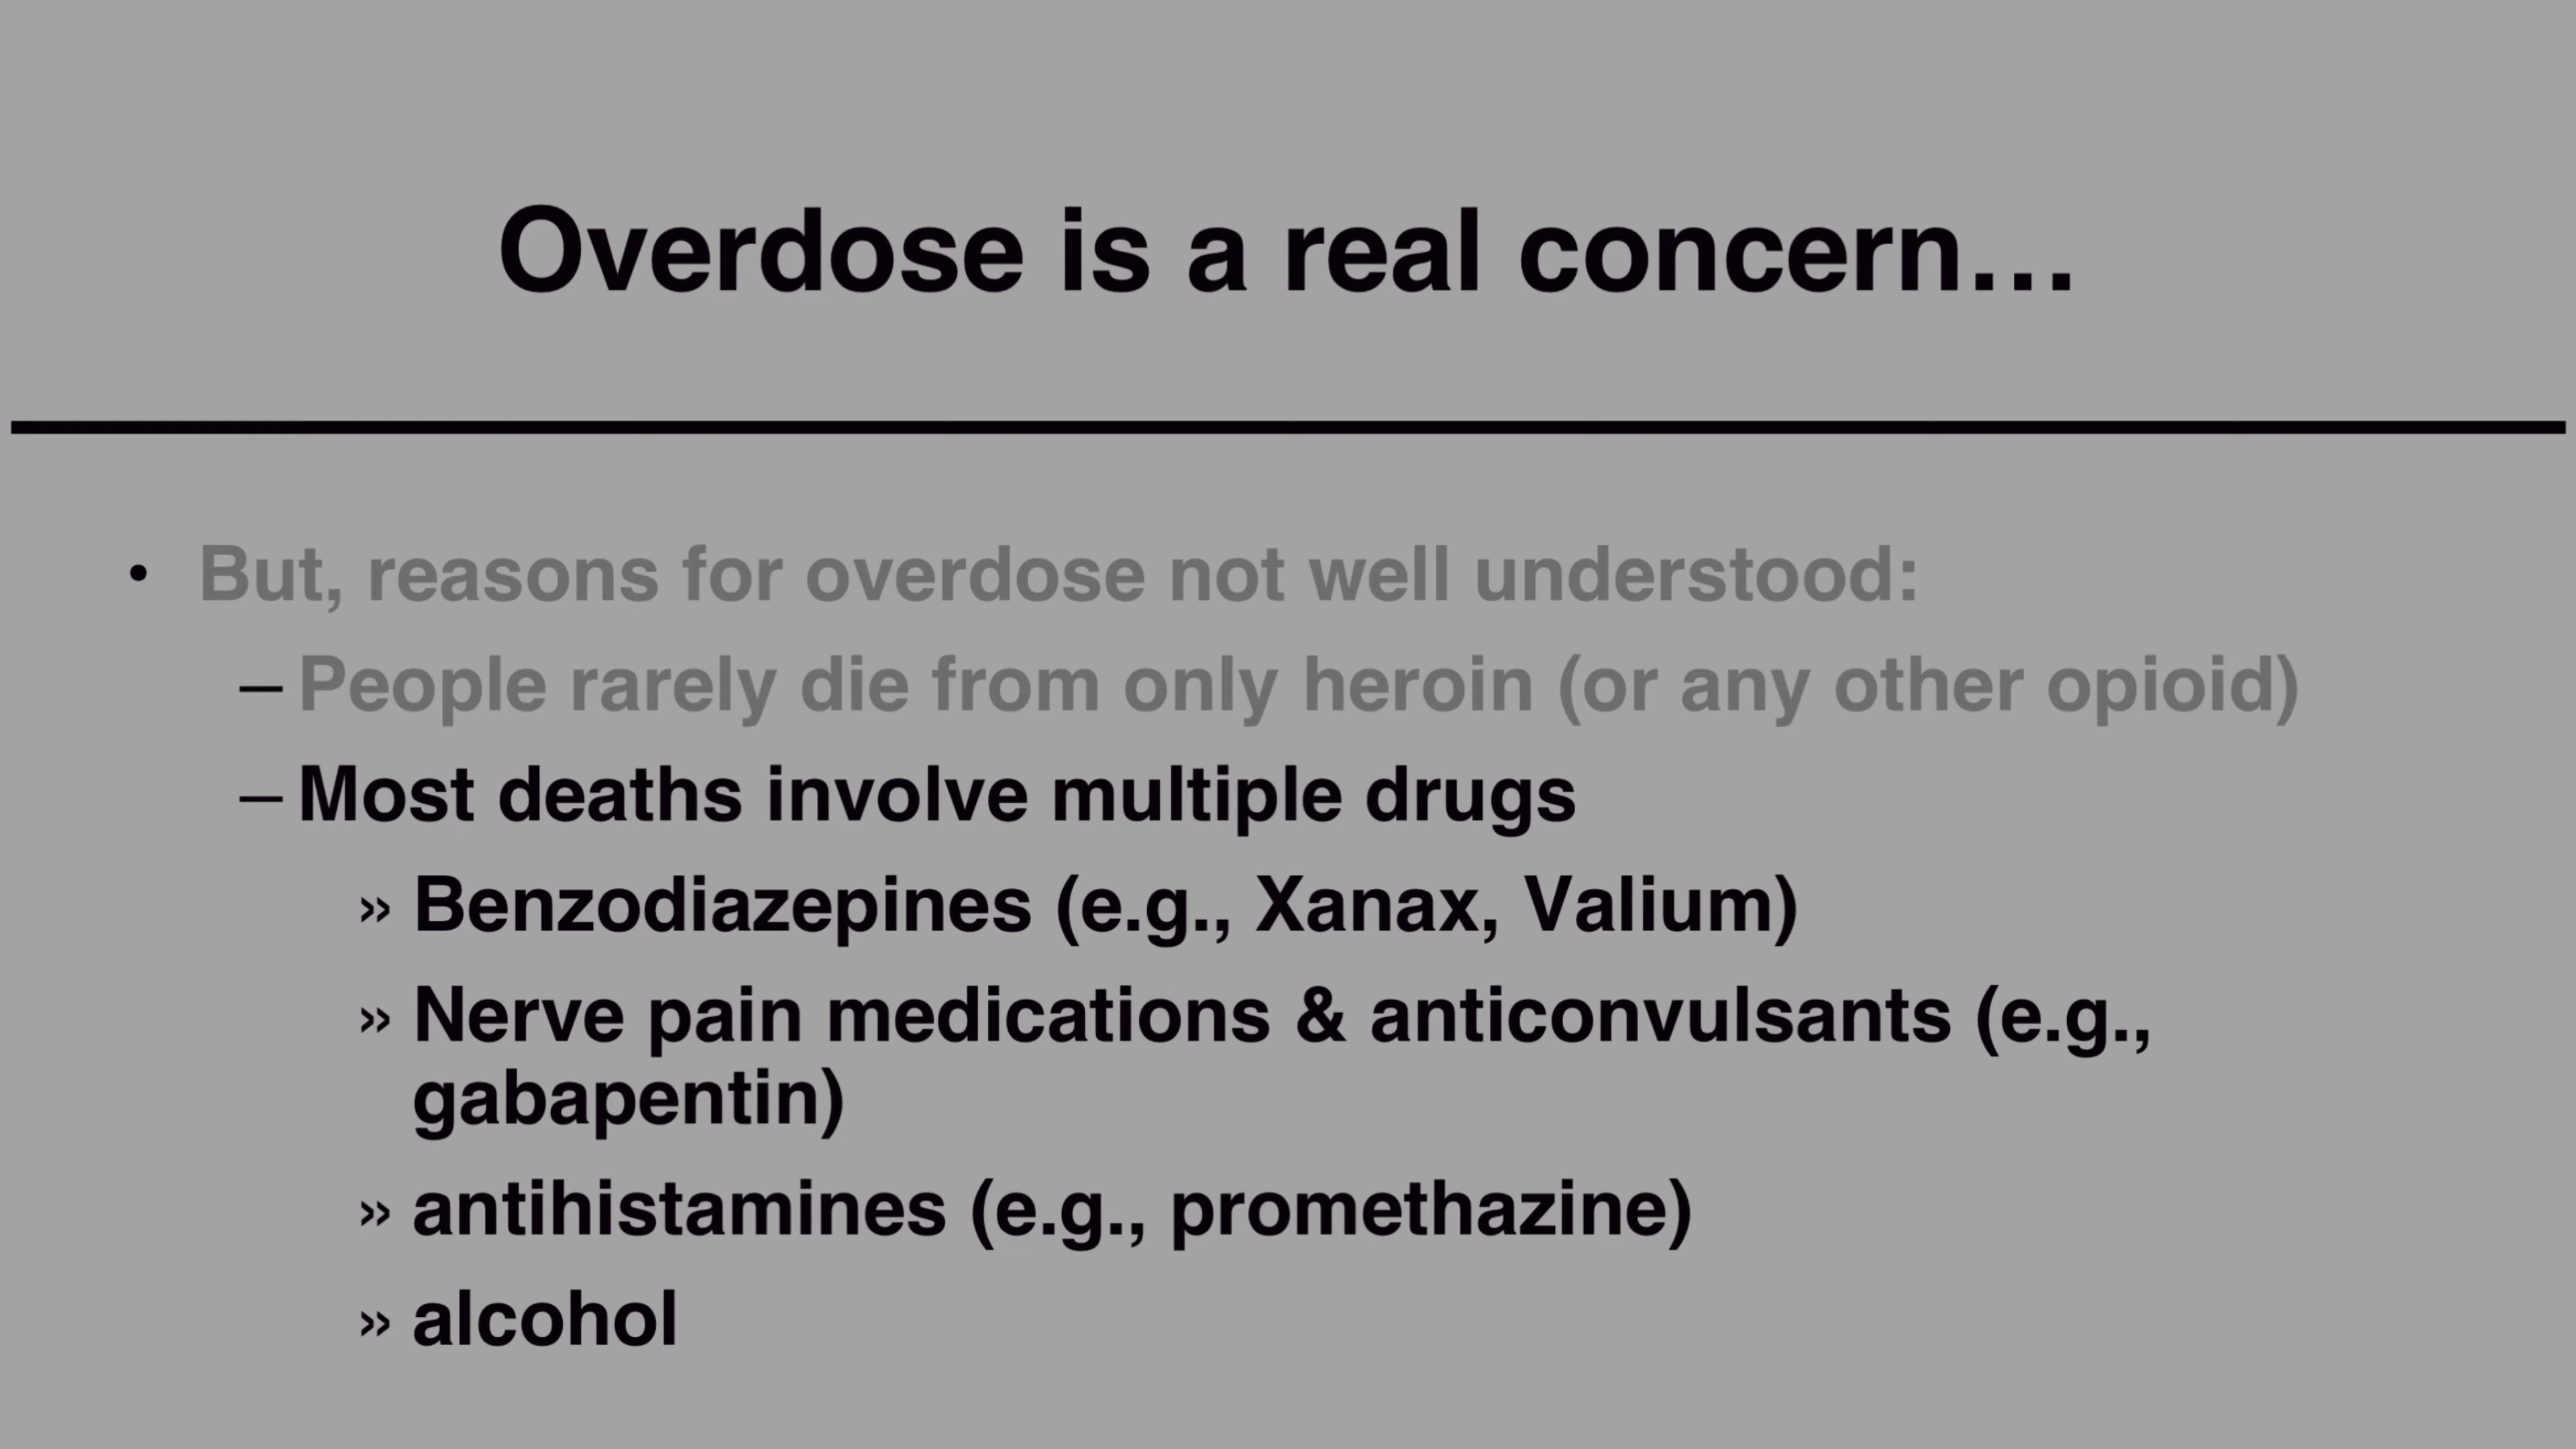 Overdose is a real concern…
• But, reasons for overdose not well understood:
– People rarely die from only heroin (or any other opioid)
– Most deaths involve multiple drugs
» Benzodiazepines (e.g., Xanax, Valium)
» Nerve pain medications & anticonvulsants (e.g.,
gabapentin)
» antihistamines (e.g., promethazine)
» alcohol